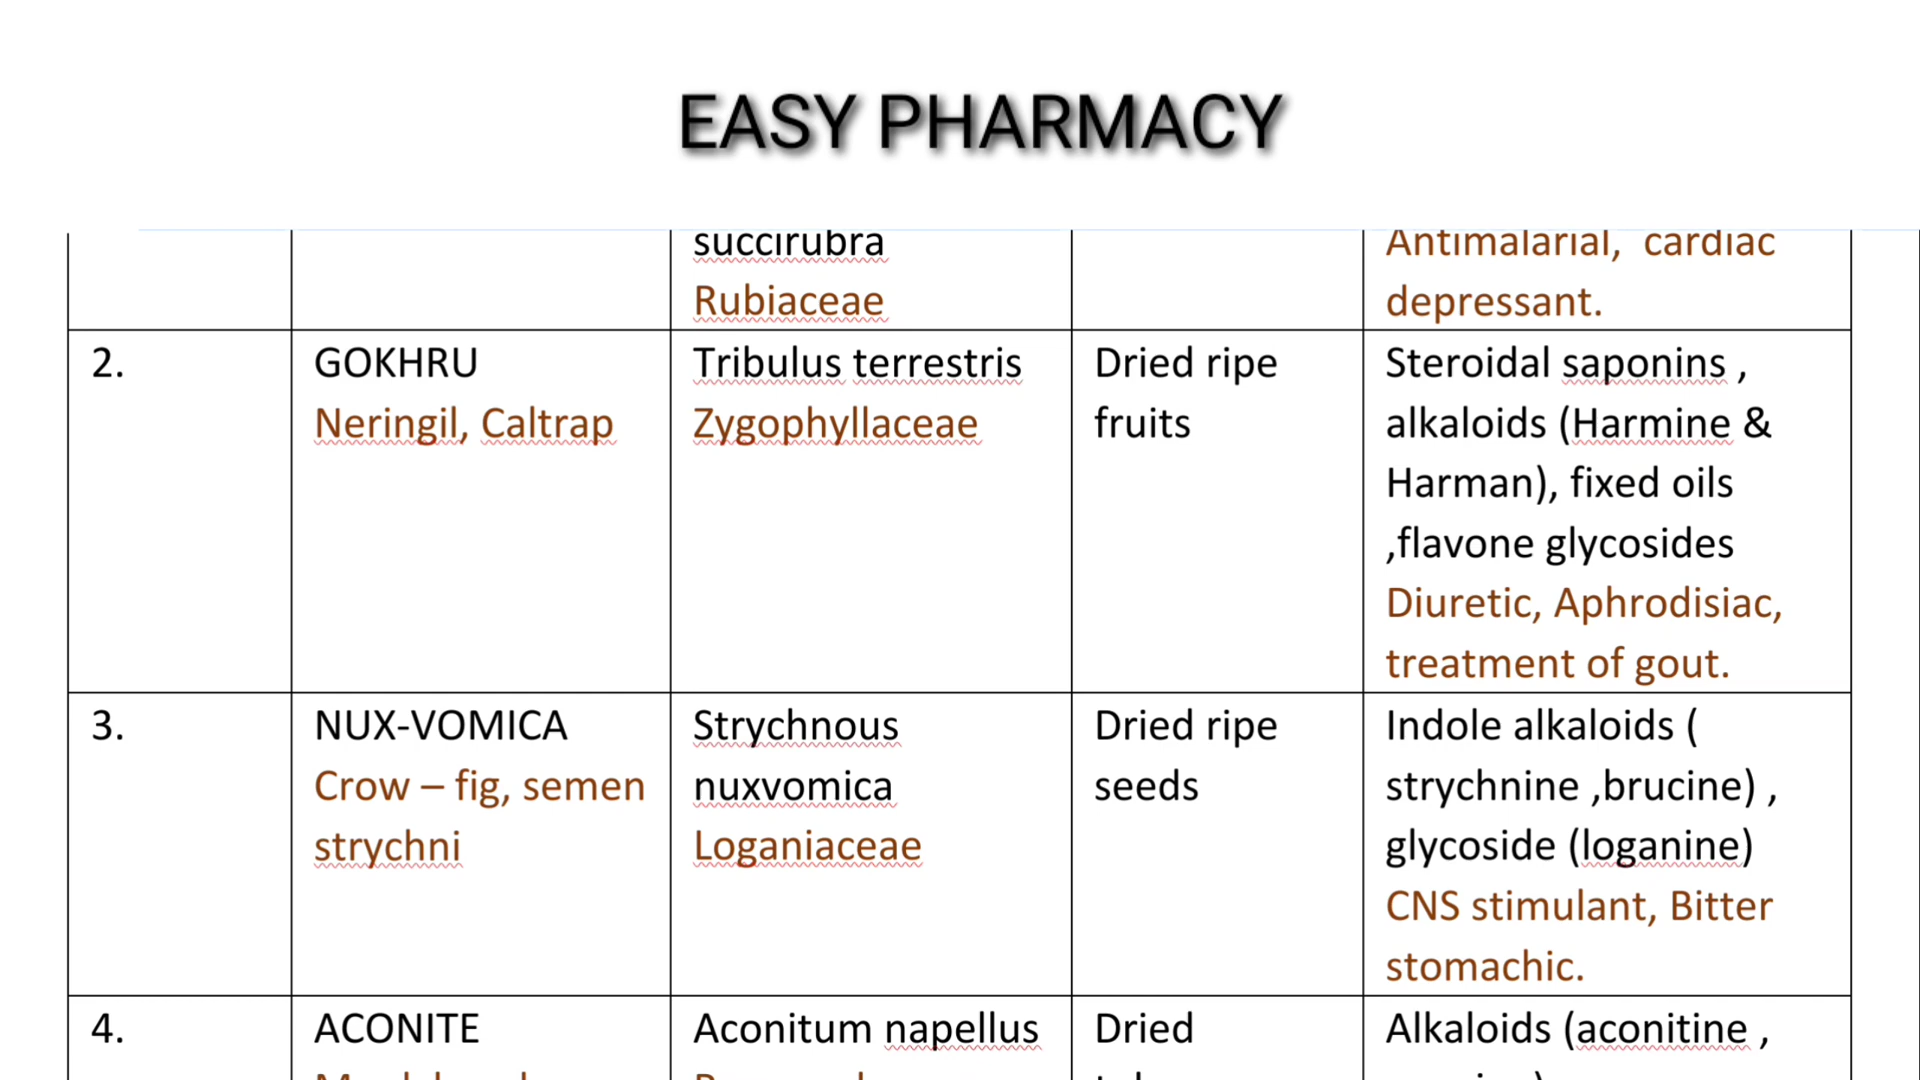 EASY PHARMACY
succirubra
Rubiaceae
Antimalarial, cardiac
depressant.
2.
GOKHRU
Neringil, Caltrap
Tribulus terrestris
Zygophyllaceae
Dried ripe
fruits
Steroidal saponins ,
alkaloids (Harmine &
Harman), fixed oils
,flavone glycosides
Diuretic, Aphrodisiac,
treatment of gout.
3.
NUX-VOMICA
Crow – fig, semen
strychni
Strychnous
nuxvomica
Loganiaceae
Dried ripe
seeds
Indole alkaloids (
strychnine ,brucine) ,
glycoside (loganine)
CNS stimulant, Bitter
stomachic.
4.
ACONITE
Aconitum napellus
Dried
Alkaloids (aconitine ,